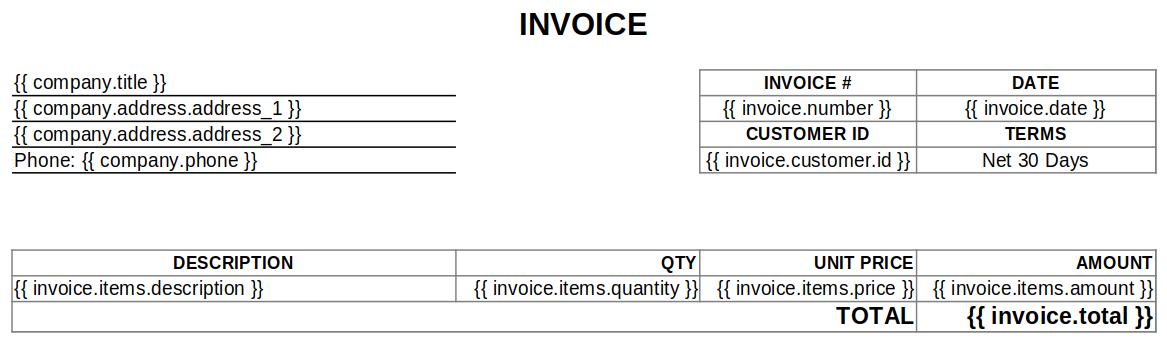 INVOICE
{{ company.title }}
{{ company.address.address_1 }}
{{ company.address.address_2 }}
Phone: {{ company.phone }}
INVOICE # DATE
{{ invoice.number }} {{ invoice.date }}
CUSTOMER ID TERMS
{{ invoice.customer.id }} Net 30 Days
DESCRIPTION QTY UNIT PRICE AMOUNT
{{ invoice.items.description }} {{ invoice.items.quantity }} {{ invoice.items.price }} {{ invoice.items.amount }}
TOTAL {{ invoice.total }}